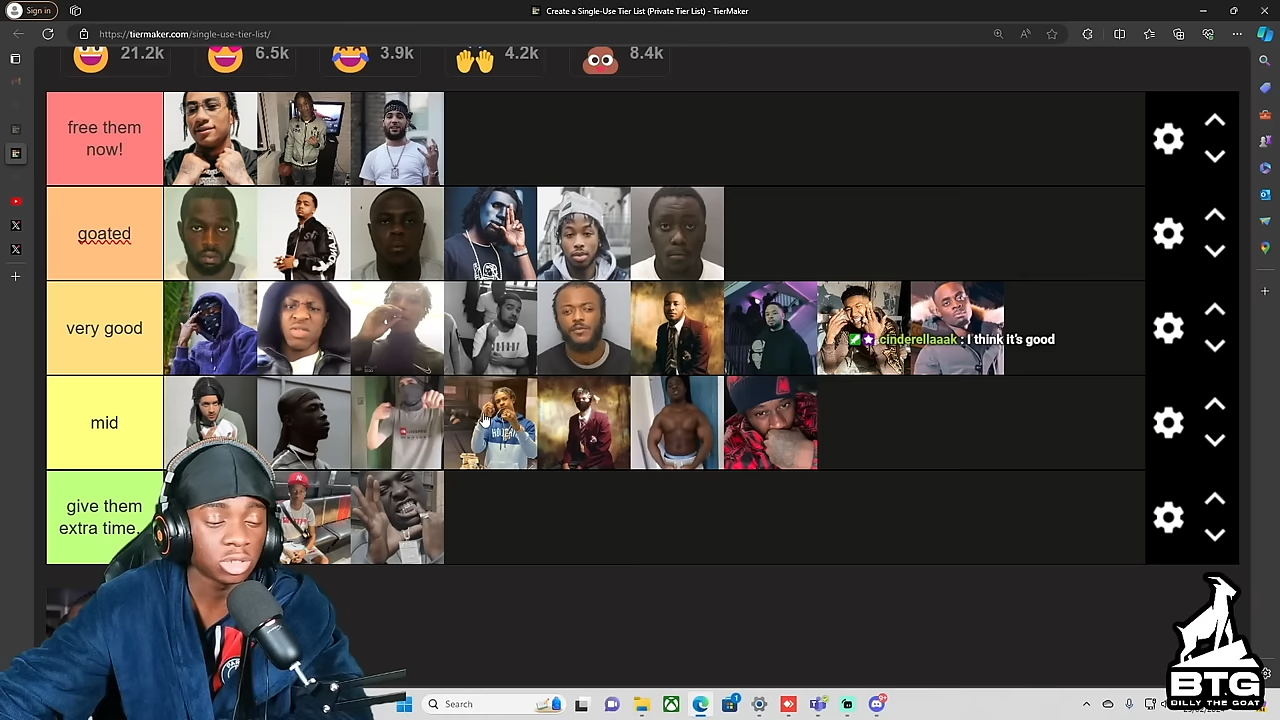 Sign in
Create a Single-Use Tier List (Private Tier List) - TierMaker
https://tiermaker.com/single-use-tier-list/
21.2k
6.5k
3.9k
4.2k
8.4k
free them
now!
goated
very good
cinderellaaak : I think it's good
mid
give them
extra time.
BTG
BILLY THE GOAT
Search